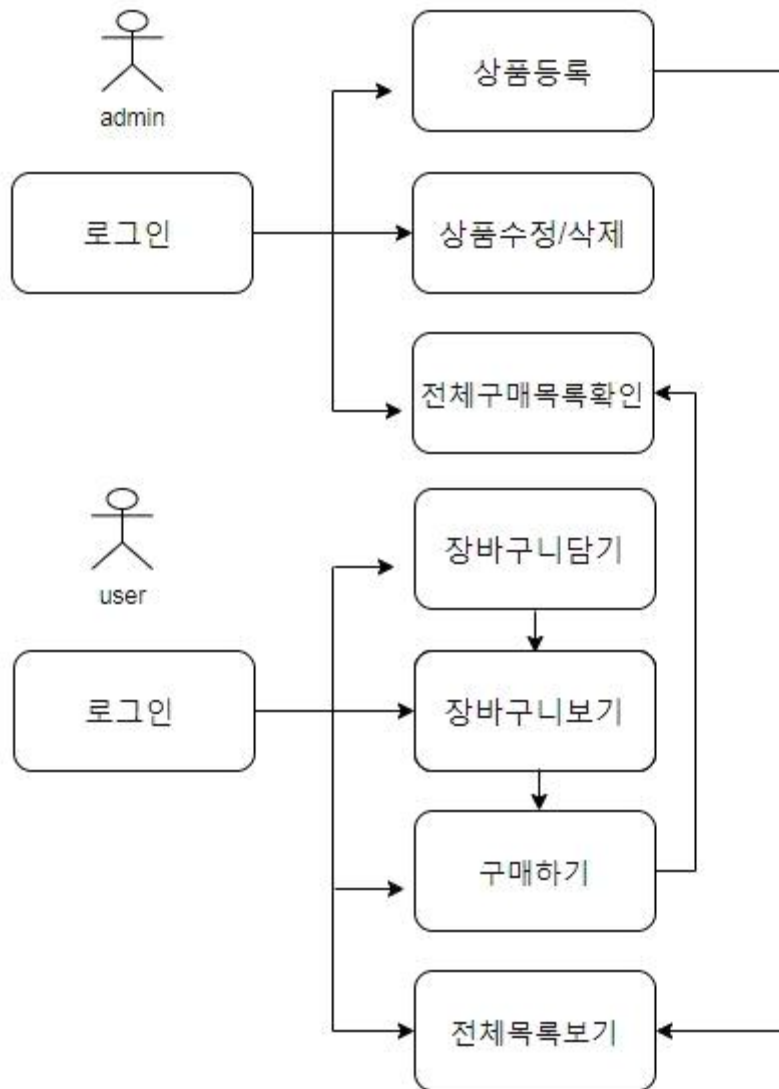 admin
상품등록
로그인
상품수정/삭제
전체구매목록확인
user
장바구니담기
로그인
장바구니보기
구매하기
전체목록보기